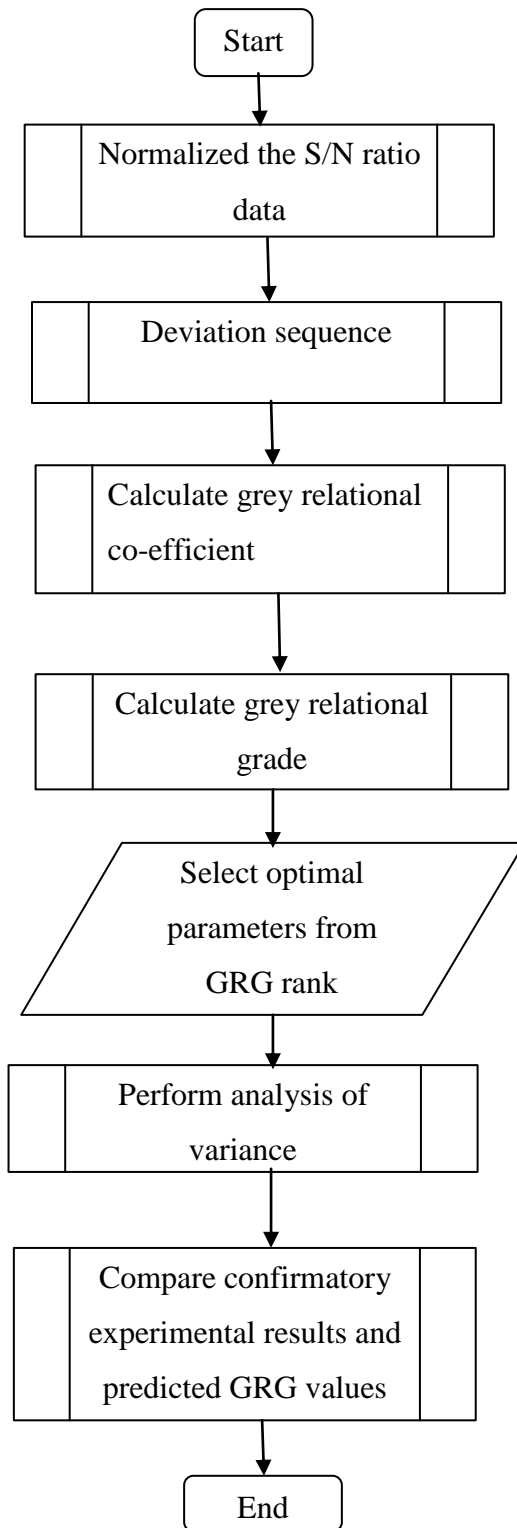 Start
Normalized the S/N ratio
data
Deviation sequence
Calculate grey relational
co-efficient
Calculate grey relational
grade
Select optimal
parameters from
GRG rank
Perform analysis of
variance
Compare confirmatory
experimental results and
predicted GRG values
End